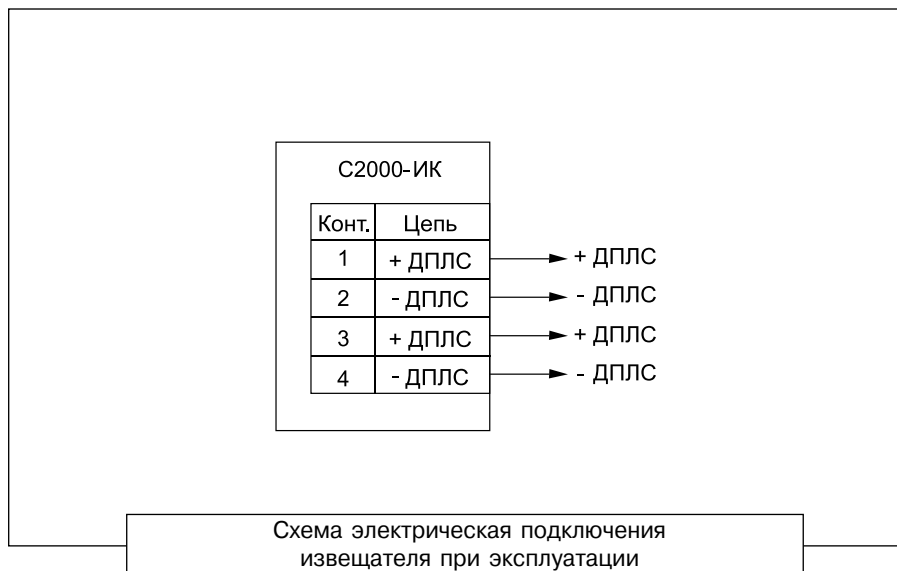 С2000-ИК
Конт. Цепь
1 + ДПЛС + ДПЛС
2 - ДПЛС - ДПЛС
3 + ДПЛС + ДПЛС
4 - ДПЛС - ДПЛС
Схема электрическая подключения
извещателя при эксплуатации